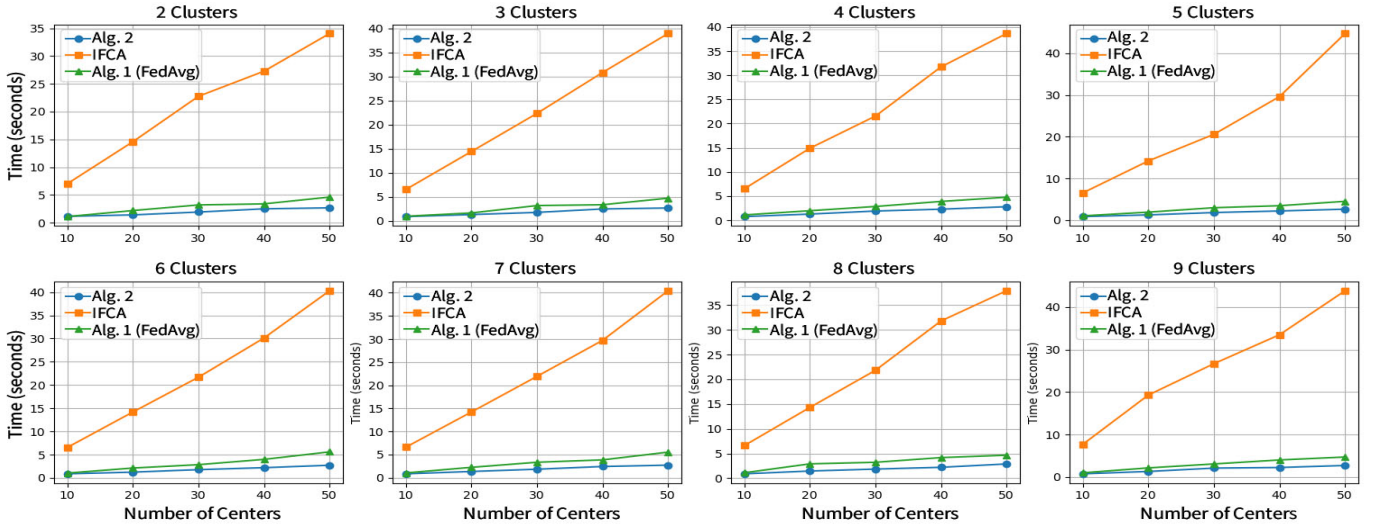 2 Clusters
Time (seconds)
35
30
25
20
15
10
5
0
Alg. 2
IFCA
Alg. 1 (FedAvg)
10 20 30 40 50
3 Clusters
40
35
30
25
20
15
10
5
0
Alg. 2
IFCA
Alg. 1 (FedAvg)
10 20 30 40 50
4 Clusters
40
35
30
25
20
15
10
5
0
Alg. 2
IFCA
Alg. 1 (FedAvg)
10 20 30 40 50
5 Clusters
40
30
20
10
0
Alg. 2
IFCA
Alg. 1 (FedAvg)
10 20 30 40 50
6 Clusters
Time (seconds)
40
35
30
25
20
15
10
5
0
Alg. 2
IFCA
Alg. 1 (FedAvg)
10 20 30 40 50
Number of Centers
7 Clusters
Time (seconds)
40
35
30
25
20
15
10
5
0
Alg. 2
IFCA
Alg. 1 (FedAvg)
10 20 30 40 50
Number of Centers
8 Clusters
Time (seconds)
35
30
25
20
15
10
5
0
Alg. 2
IFCA
Alg. 1 (FedAvg)
10 20 30 40 50
Number of Centers
9 Clusters
Time (seconds)
40
30
20
10
0
Alg. 2
IFCA
Alg. 1 (FedAvg)
10 20 30 40 50
Number of Centers